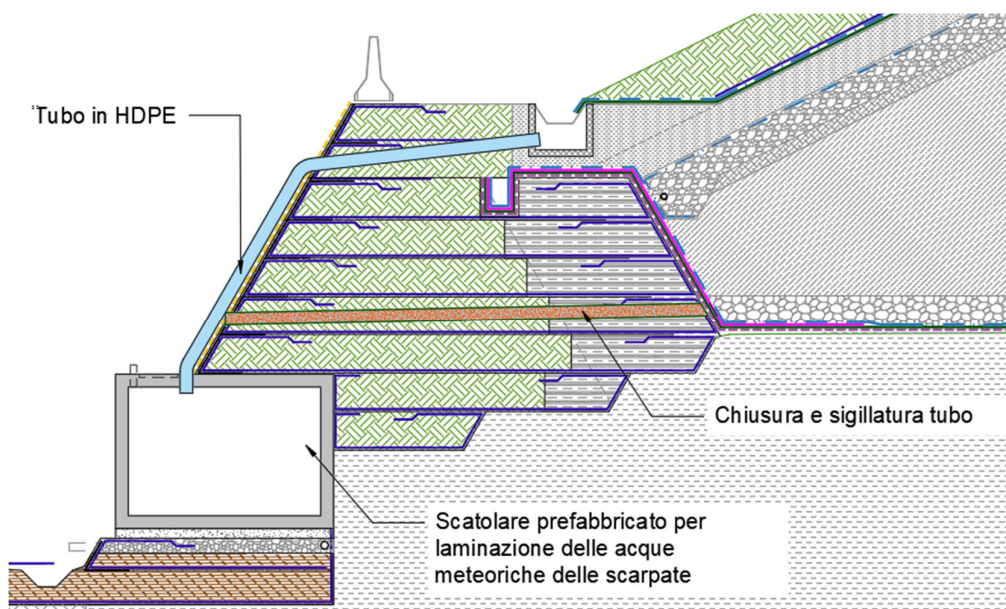 Tubo in HDPE
Chiusura e sigillatura tubo
Scatolare prefabbricato per
laminazione delle acque
meteoriche delle scarpate